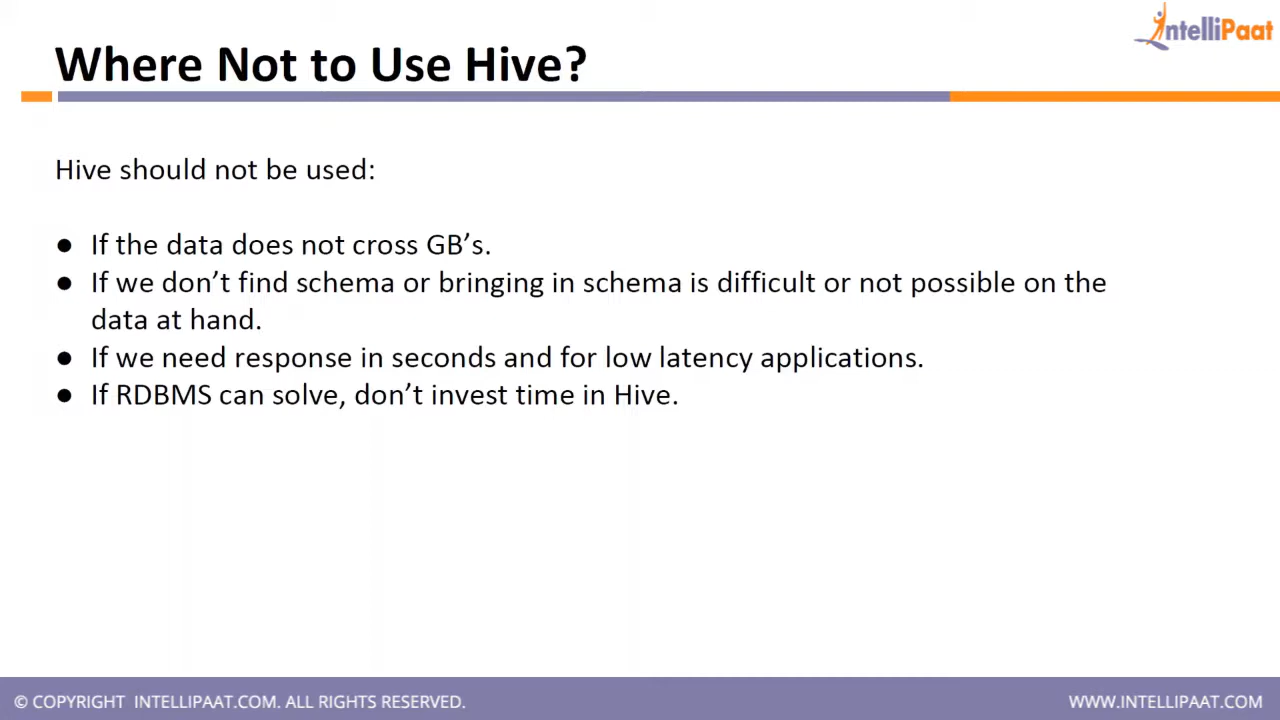 IntelliPaat
Where Not to Use Hive?
Hive should not be used:
● If the data does not cross GB’s.
● If we don’t find schema or bringing in schema is difficult or not possible on the
data at hand.
● If we need response in seconds and for low latency applications.
● If RDBMS can solve, don’t invest time in Hive.
© COPYRIGHT INTELLIPAAT.COM. ALL RIGHTS RESERVED.
WWW.INTELLIPAAT.COM